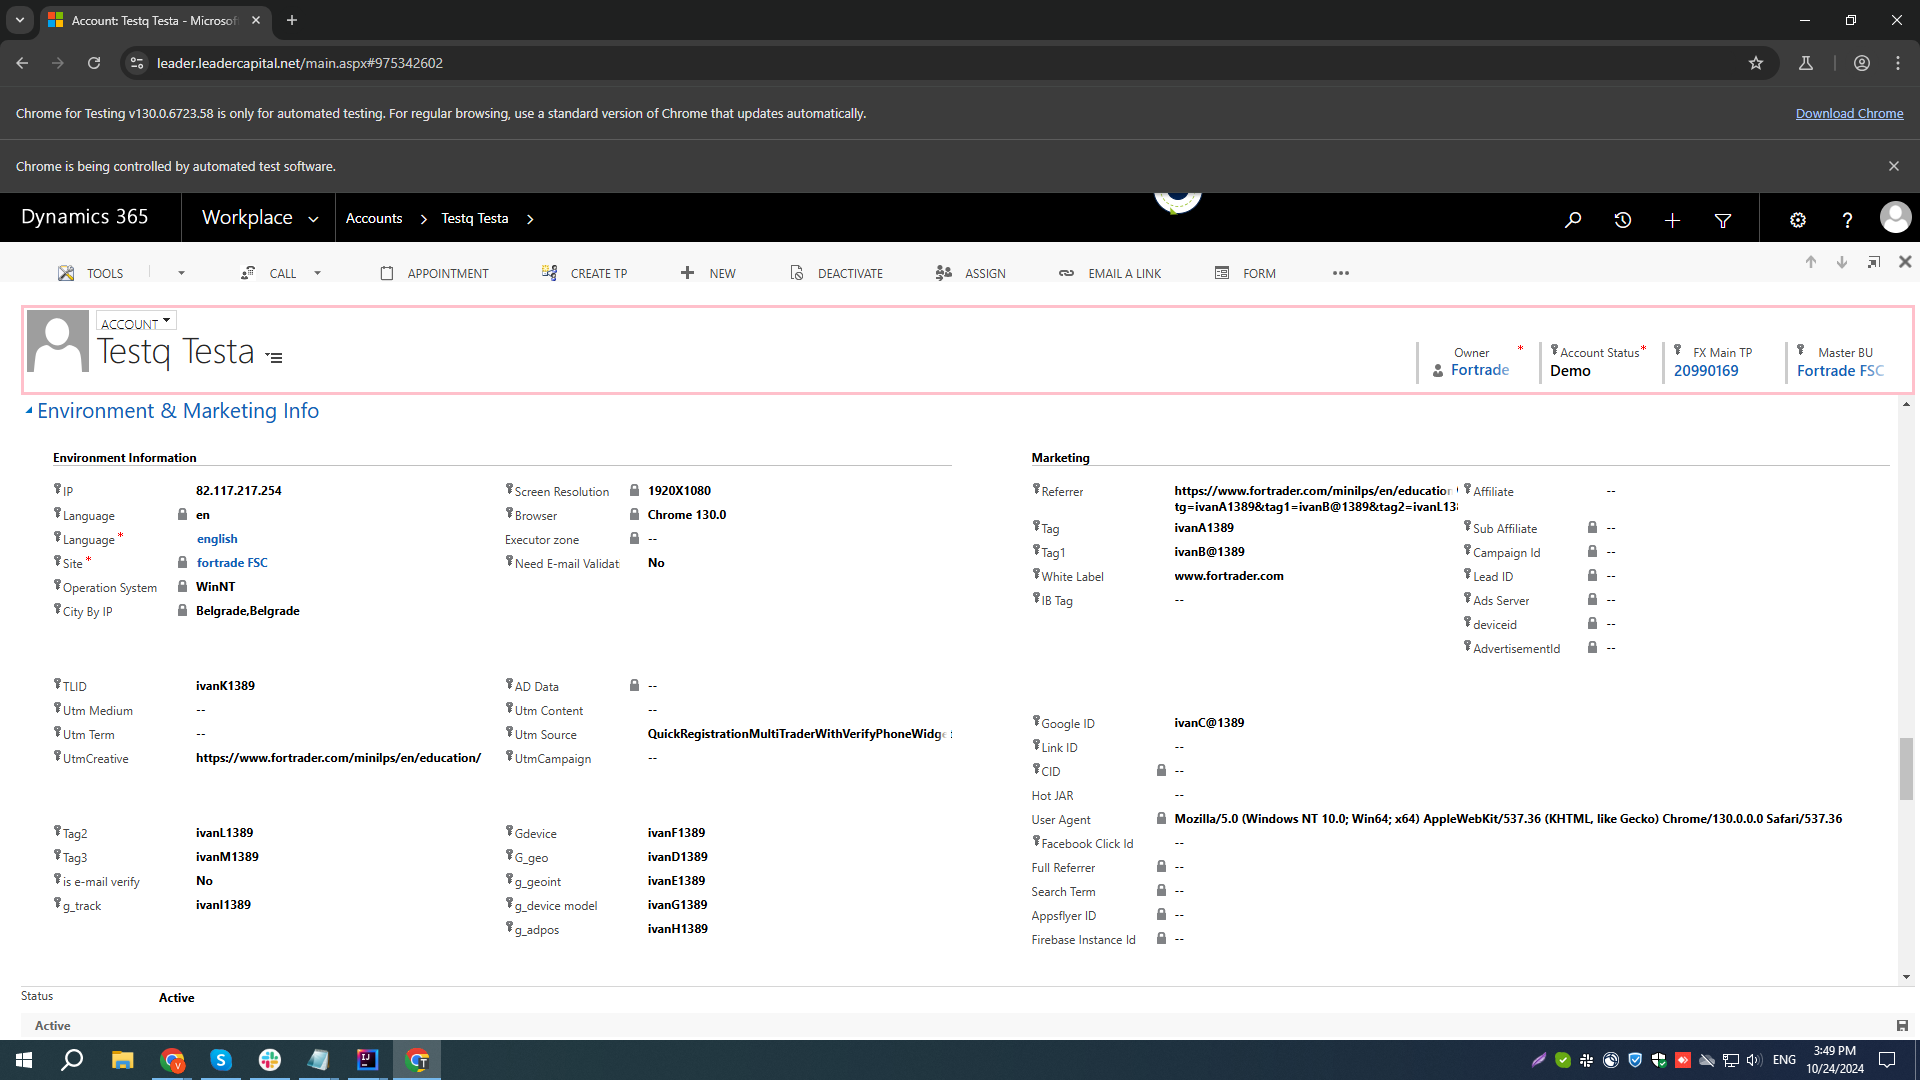 Account: Testq Testa - Microsof
leader.leadercapital.net/main.aspx#975342602
Chrome for Testing v130.0.6723.58 is only for automated testing. For regular browsing, use a standard version of Chrome that updates automatically.
Download Chrome
Chrome is being controlled by automated test software.
Dynamics 365
Workplace
Accounts
Testq Testa
TOOLS
CALL
APPOINTMENT
CREATE TP
NEW
DEACTIVATE
ASSIGN
EMAIL A LINK
FORM
ACCOUNT
Testq Testa
Owner *
Fortrade
Account Status*
Demo
FX Main TP
20990169
Master BU
Fortrade FSC
Environment & Marketing Info
Environment Information
IP 82.117.217.254
Language en
Language* english
Site* fortrade FSC
Operation System WinNT
City By IP Belgrade,Belgrade
Screen Resolution 1920X1080
Browser Chrome 130.0
Executor zone --
Need E-mail Validat No
TLID ivanK1389
Utm Medium --
Utm Term --
UtmCreative https://www.fortrader.com/minilps/en/education/
AD Data --
Utm Content --
Utm Source QuickRegistrationMultiTraderWithVerifyPhoneWidge
UtmCampaign --
Tag2 ivanL1389
Tag3 ivanM1389
is e-mail verify No
g_track ivanI1389
Gdevice ivanF1389
G_geo ivanD1389
g_geoint ivanE1389
g_device model ivanG1389
g_adpos ivanH1389
Marketing
Referrer https://www.fortrader.com/minilps/en/education
tg=ivanA1389&tag1=ivanB@1389&tag2=ivanL138
Tag ivanA1389
Tag1 ivanB@1389
White Label www.fortrader.com
IB Tag --
Affiliate --
Sub Affiliate --
Campaign Id --
Lead ID --
Ads Server --
deviceid --
AdvertisementId --
Google ID ivanC@1389
Link ID --
CID --
Hot JAR --
User Agent Mozilla/5.0 (Windows NT 10.0; Win64; x64) AppleWebKit/537.36 (KHTML, like Gecko) Chrome/130.0.0.0 Safari/537.36
Facebook Click Id --
Full Referrer --
Search Term --
Appsflyer ID --
Firebase Instance Id --
Status Active
Active
ENG
3:49 PM
10/24/2024